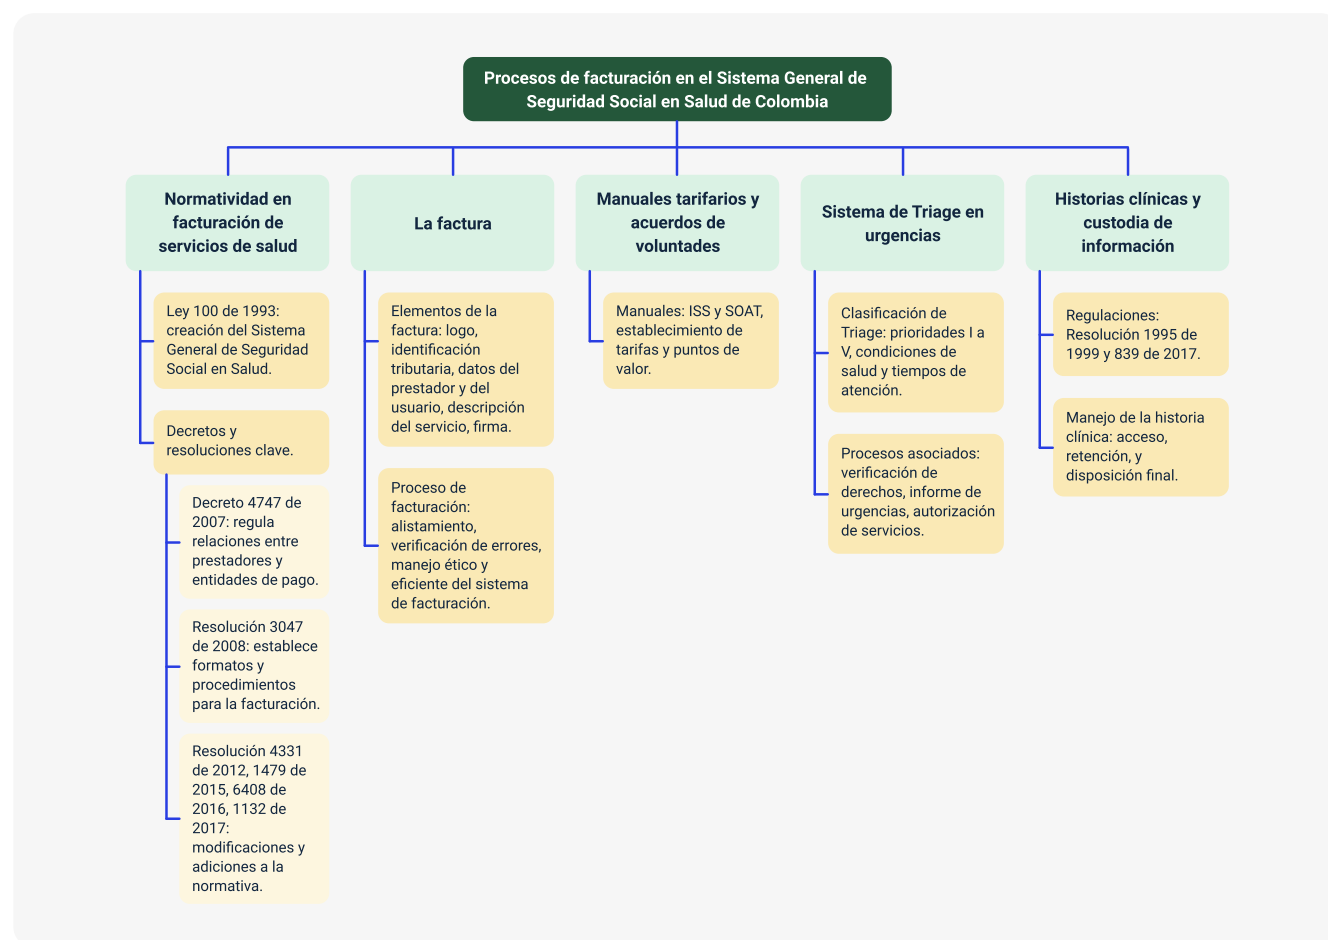 Procesos de facturación en el Sistema General de
Seguridad Social en Salud de Colombia
Normatividad en
facturación de
servicios de salud
Ley 100 de 1993:
creación del Sistema
General de Seguridad
Social en Salud.
Decretos y
resoluciones clave.
Decreto 4747 de
2007: regula
relaciones entre
prestadores y
entidades de pago.
Resolución 3047
de 2008: establece
formatos y
procedimientos
para la facturación.
Resolución 4331
de 2012, 1479 de
2015, 6408 de
2016, 1132 de
2017:
modificaciones y
adiciones a la
normativa.
La factura
Elementos de la
factura: logo,
identificación
tributaria, datos del
prestador y del
usuario, descripción
del servicio, firma.
Proceso de
facturación:
alistamiento,
verificación de errores,
manejo ético y
eficiente del sistema
de facturación.
Manuales tarifarios y
acuerdos de
voluntades
Manuales: ISS y SOAT,
establecimiento de
tarifas y puntos de
valor.
Sistema de Triage en
urgencias
Clasificación de
Triage: prioridades I a
V, condiciones de
salud y tiempos de
atención.
Procesos asociados:
verificación de
derechos, informe de
urgencias, autorización
de servicios.
Historias clínicas y
custodia de
información
Regulaciones:
Resolución 1995 de
1999 y 839 de 2017.
Manejo de la historia
clínica: acceso,
retención, y
disposición final.